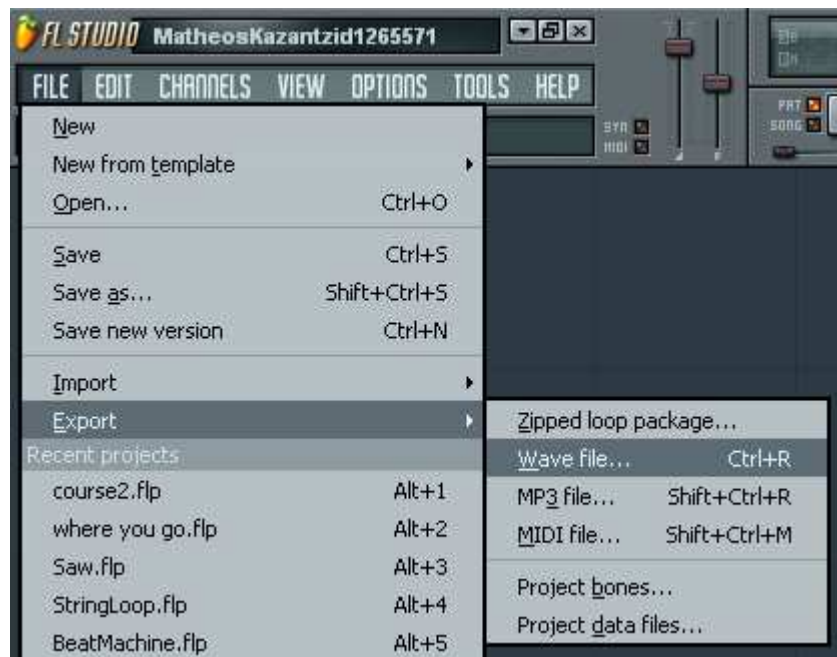 FL STUDIO MatheosKazantzid1265571
FILE EDIT CHANNELS VIEW OPTIONS TOOLS HELP
PAT
SONG
SYN
MIDI
New
New from template
Open... Ctrl+O
Save Ctrl+S
Save as... Shift+Ctrl+S
Save new version Ctrl+N
Import
Export
Recent projects
course2.flp Alt+1
where you go.flp Alt+2
Saw.flp Alt+3
StringLoop.flp Alt+4
BeatMachine.flp Alt+5
Zipped loop package...
Wave file... Ctrl+R
MP3 file... Shift+Ctrl+R
MIDI file... Shift+Ctrl+M
Project bones...
Project data files...